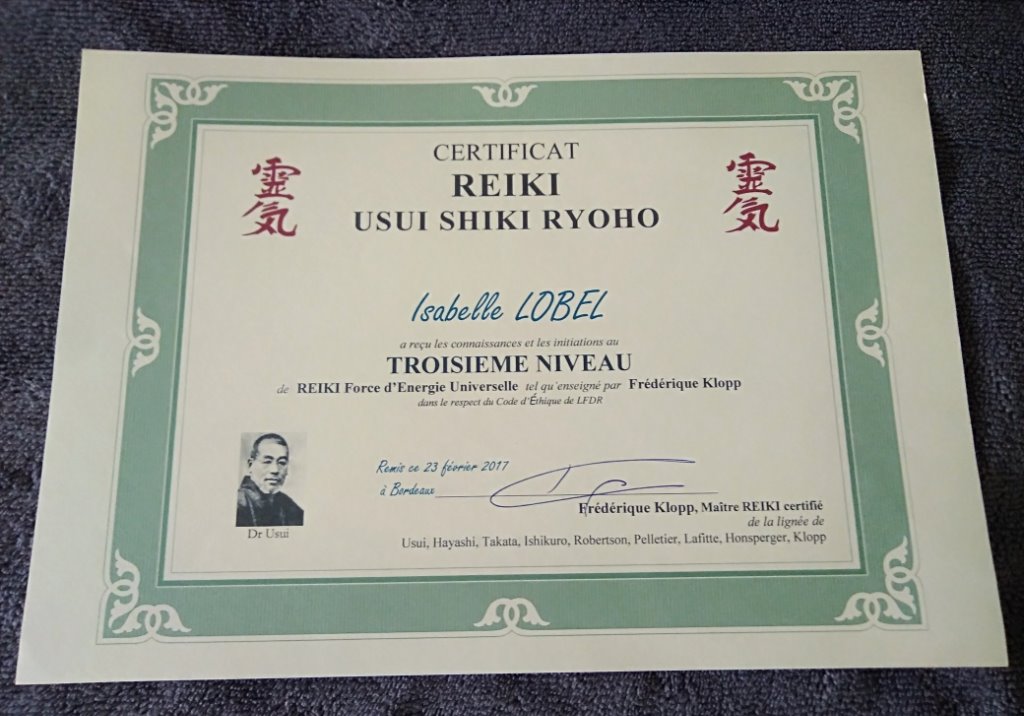 CERTIFICAT
REIKI
USUI SHIKI RYOHO
靈気
靈気
Isabelle LOBEL
a reçu les connaissances et les initiations au
TROISIEME NIVEAU
de REIKI Force d'Energie Universelle tel qu'enseigné par Frédérique Klopp
dans le respect du Code d'Éthique de LFDR
Remis ce 23 février 2017
à Bordeaux
Frédérique Klopp, Maître REIKI certifié
de la lignée de
Usui, Hayashi, Takata, Ishikuro, Robertson, Pelletier, Lafitte, Honsperger, Klopp
Dr Usui